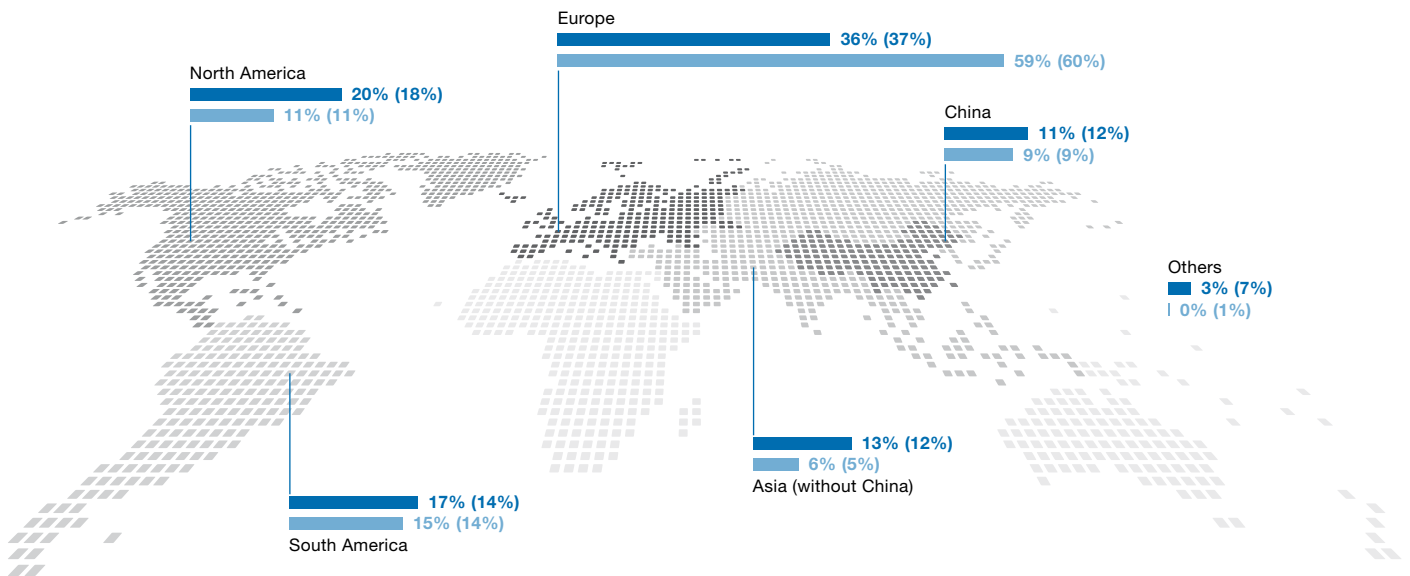 Europe
36% (37%)
59% (60%)
North America
20% (18%)
11% (11%)
China
11% (12%)
9% (9%)
Others
3% (7%)
0% (1%)
13% (12%)
6% (5%)
Asia (without China)
17% (14%)
15% (14%)
South America